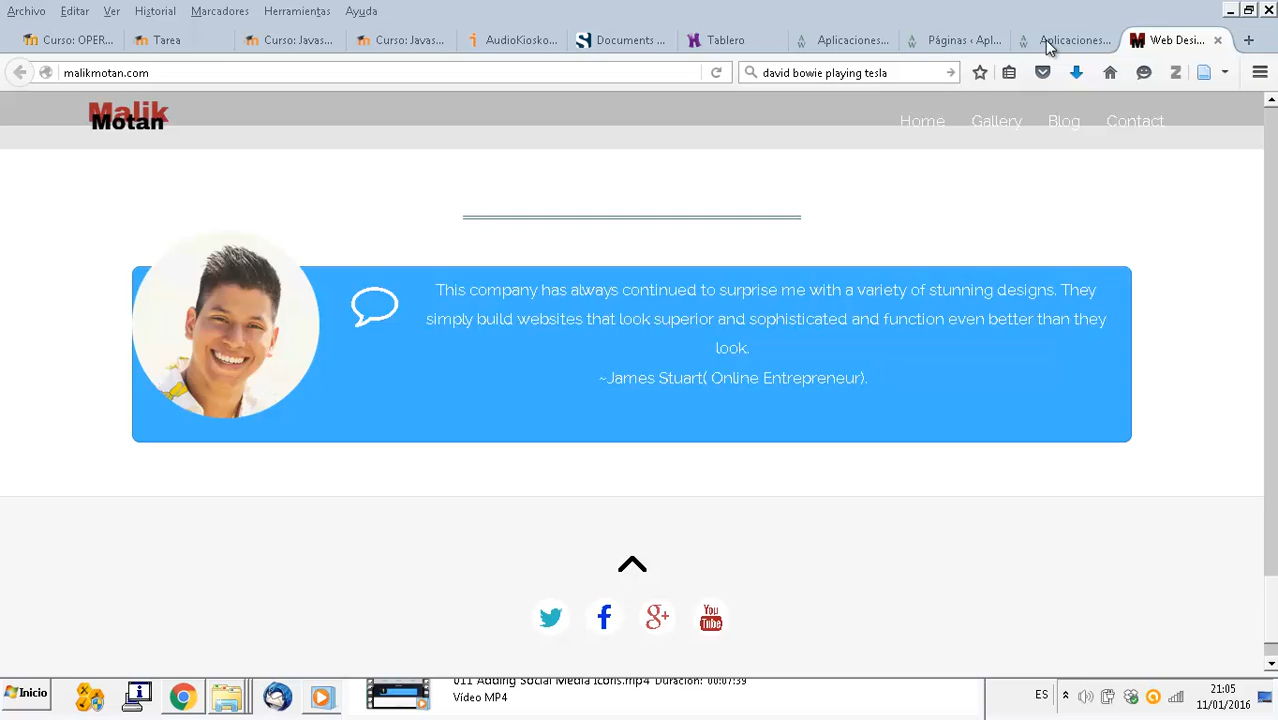 Archivo Editar Ver Historial Marcadores Herramientas Ayuda
Curso: OPER... Tarea Curso: Javas... Curso: Javas... AudioKiosko... Documents ... Tablero Aplicaciones... Páginas ‹ Apl... Aplicaciones... Web Desi...
malikmotan.com
david bowie playing tesla
Malik
Motan
Home Gallery Blog Contact
This company has always continued to surprise me with a variety of stunning designs. They
simply build websites that look superior and sophisticated and function even better than they
look.
~James Stuart( Online Entrepreneur).
You
Tube
011 Adding Social Media Icons.mp4 Duración: 00:07:39
Vídeo MP4
Inicio
ES
21:05
11/01/2016